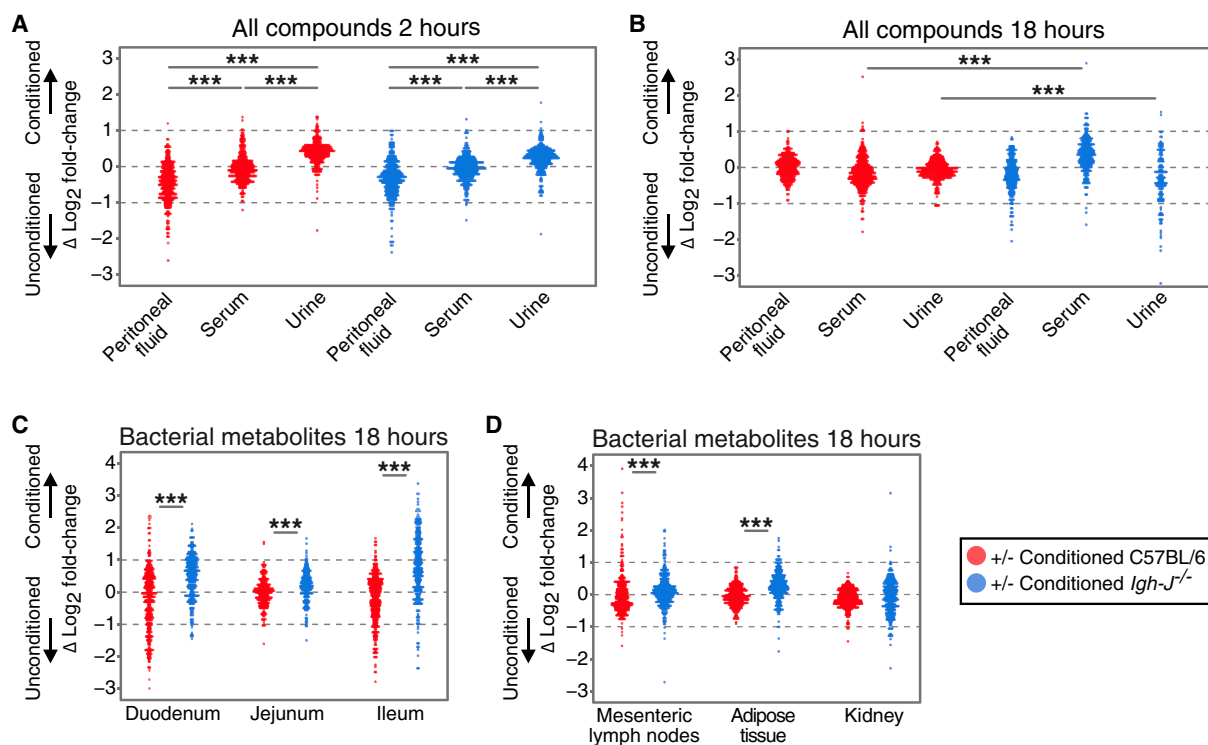 A
All compounds 2 hours
Conditioned
Unconditioned
Δ Log2 fold-change
3
2
1
0
−1
−2
−3
***
***
***
***
***
***
Peritoneal
fluid
Serum
Urine
Peritoneal
fluid
Serum
Urine
B
All compounds 18 hours
Conditioned
Unconditioned
Δ Log2 fold-change
3
2
1
0
−1
−2
−3
***
***
Peritoneal
fluid
Serum
Urine
Peritoneal
fluid
Serum
Urine
C
Bacterial metabolites 18 hours
Conditioned
Unconditioned
Δ Log2 fold-change
4
3
2
1
0
−1
−2
−3
***
***
***
Duodenum
Jejunum
Ileum
D
Bacterial metabolites 18 hours
Conditioned
Unconditioned
Δ Log2 fold-change
4
3
2
1
0
−1
−2
−3
***
***
Mesenteric
lymph nodes
Adipose
tissue
Kidney
+/- Conditioned C57BL/6
+/- Conditioned Igh-J-/-